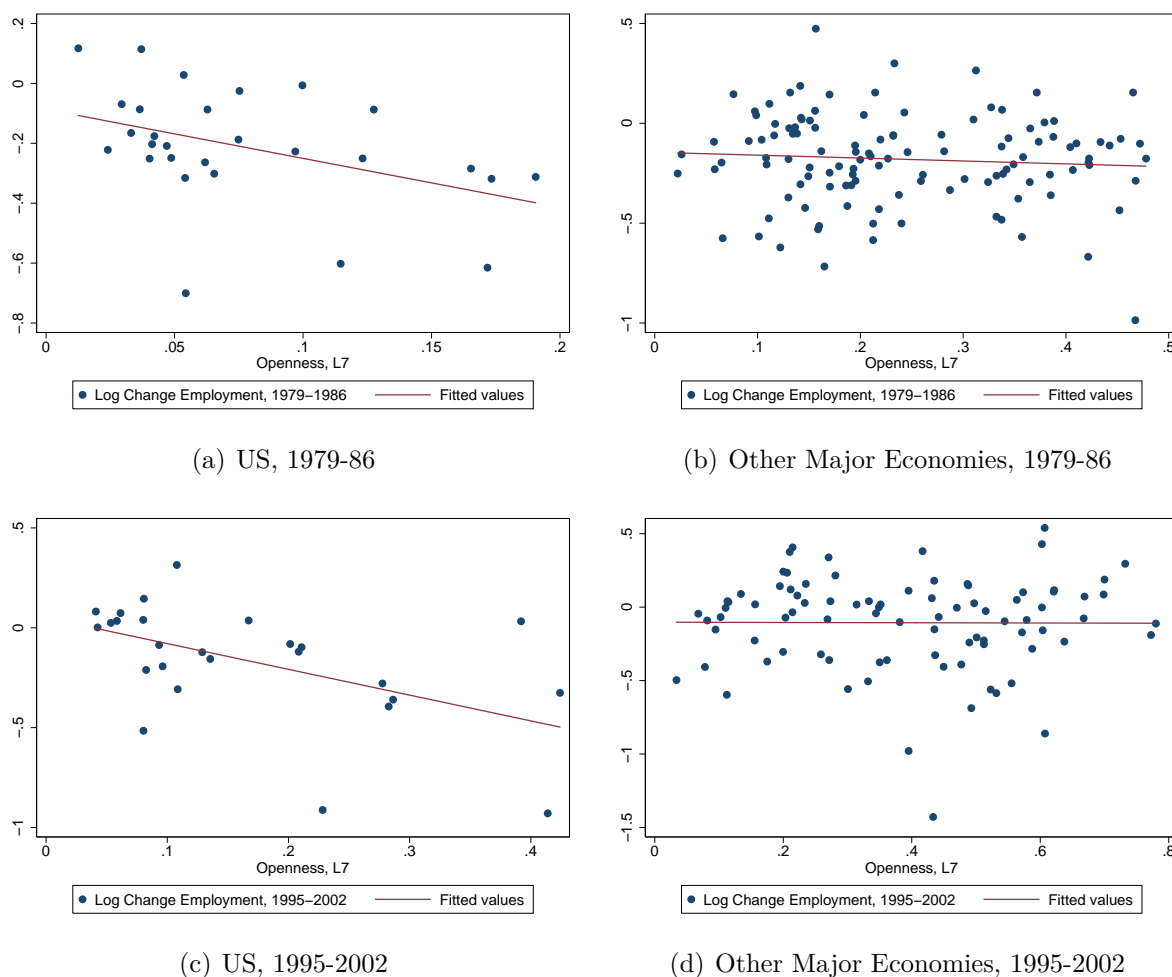 .2
0
−.2
−.4
−.6
−.8
0 .05 .1 .15 .2
Openness, L7
Log Change Employment, 1979−1986 Fitted values
(a) US, 1979-86
.5
0
−.5
−1
0 .1 .2 .3 .4 .5
Openness, L7
Log Change Employment, 1979−1986 Fitted values
(b) Other Major Economies, 1979-86
.5
0
−.5
−1
0 .1 .2 .3 .4
Openness, L7
Log Change Employment, 1995−2002 Fitted values
(c) US, 1995-2002
.5
0
−.5
−1
−1.5
0 .2 .4 .6 .8
Openness, L7
Log Change Employment, 1995−2002 Fitted values
(d) Other Major Economies, 1995-2002